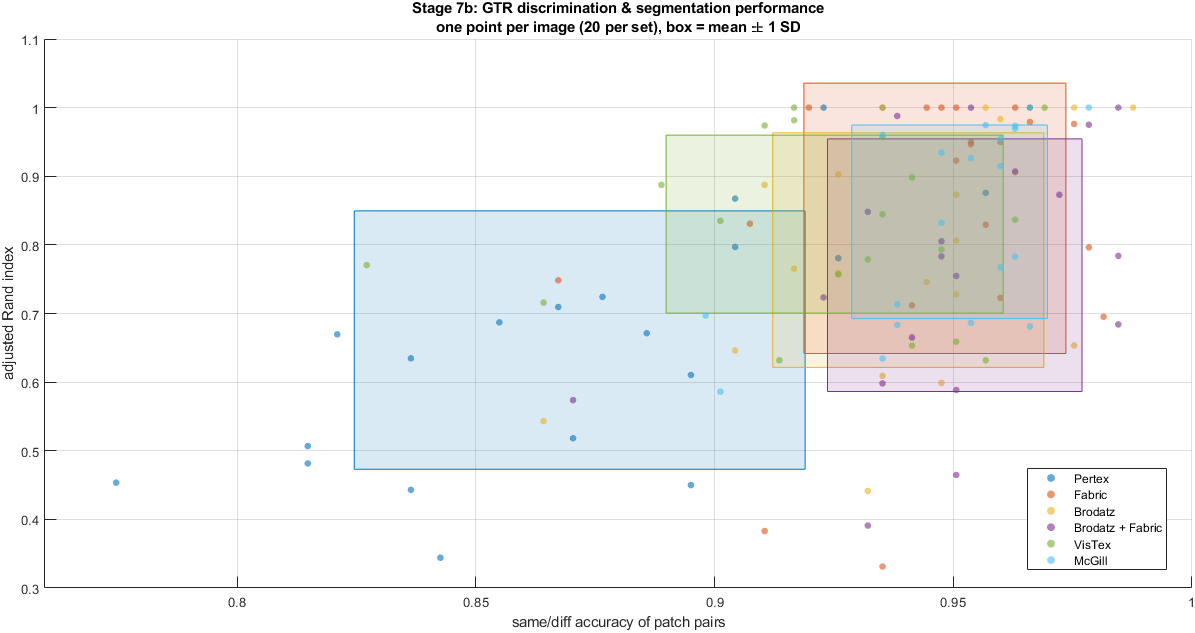 Stage 7b: GTR discrimination & segmentation performance
one point per image (20 per set), box = mean ± 1 SD
adjusted Rand index
1.1
1
0.9
0.8
0.7
0.6
0.5
0.4
0.3
0.8
0.85
0.9
0.95
1
same/diff accuracy of patch pairs
Pertex
Fabric
Brodatz
Brodatz + Fabric
VisTex
McGill